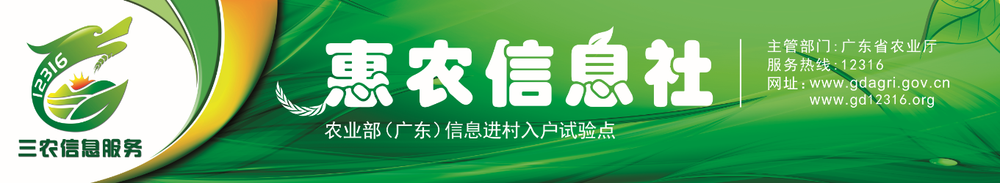 12316
三农信息服务
惠农信息社
农业部（广东）信息进村入户试验点
主管部门：广东省农业厅
服务热线：12316
网址：www.gdagri.gov.cn
www.gd12316.org